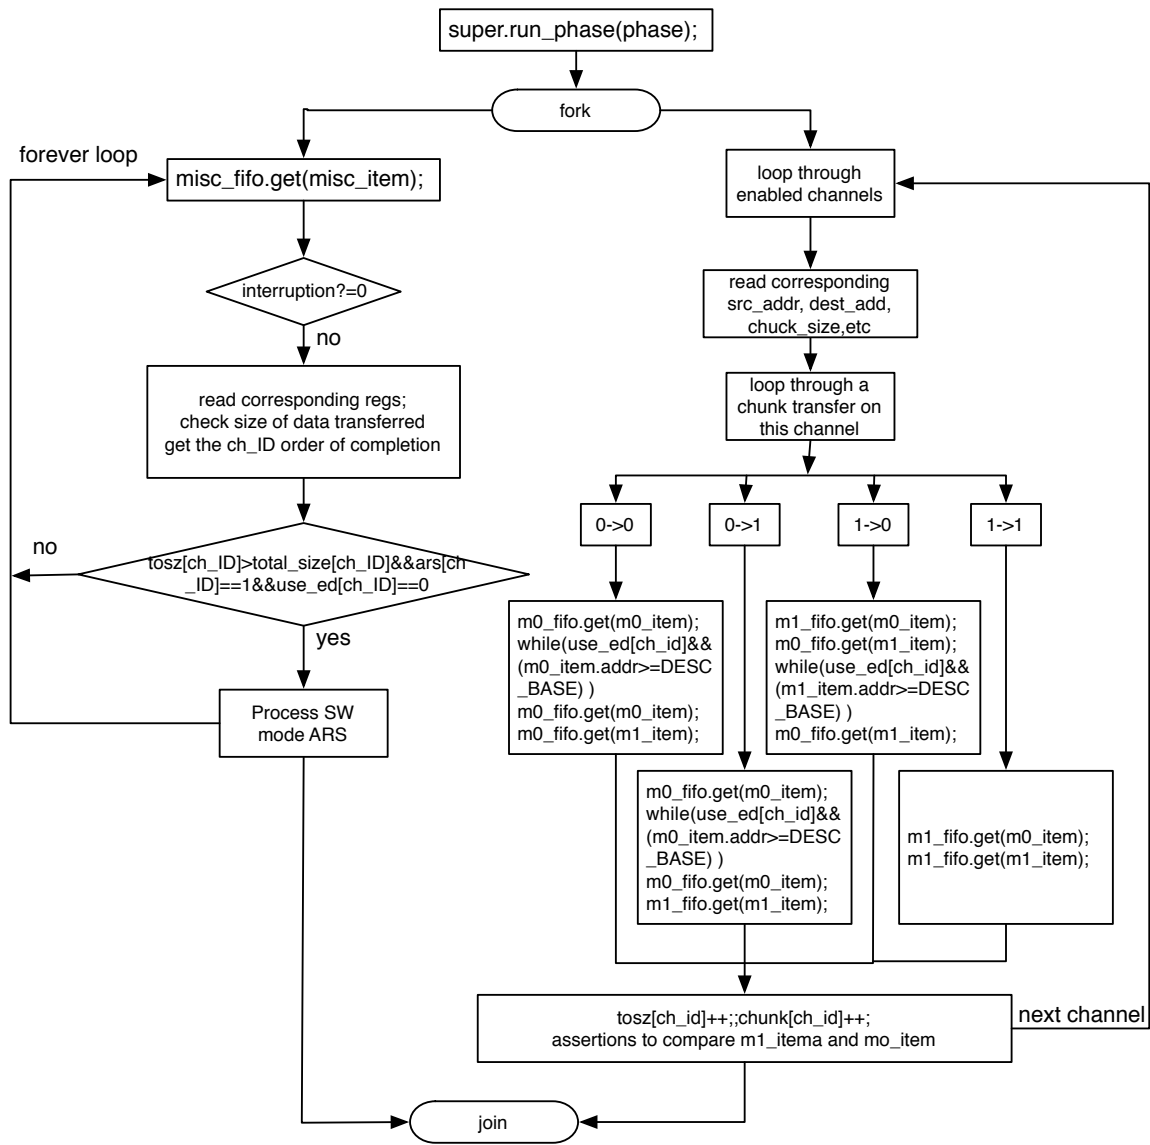 super.run_phase(phase);
fork
forever loop
misc_fifo.get(misc_item);
interruption?=0
no
read corresponding regs;
check size of data transferred
get the ch_ID order of completion
no
tosz[ch_ID]>total_size[ch_ID]&&ars[ch
_ID]==1&&use_ed[ch_ID]==0
yes
Process SW
mode ARS
loop through
enabled channels
read corresponding
src_addr, dest_add,
chuck_size,etc
loop through a
chunk transfer on
this channel
0->0
0->1
1->0
1->1
m0_fifo.get(m0_item);
while(use_ed[ch_id]&&
(m0_item.addr>=DESC
_BASE) )
m0_fifo.get(m0_item);
m0_fifo.get(m1_item);
m1_fifo.get(m0_item);
m0_fifo.get(m1_item);
while(use_ed[ch_id]&&
(m1_item.addr>=DESC
_BASE) )
m0_fifo.get(m1_item);
m0_fifo.get(m0_item);
while(use_ed[ch_id]&&
(m0_item.addr>=DESC
_BASE) )
m0_fifo.get(m0_item);
m1_fifo.get(m1_item);
m1_fifo.get(m0_item);
m1_fifo.get(m1_item);
tosz[ch_id]++;;chunk[ch_id]++;
assertions to compare m1_itema and mo_item
next channel
join